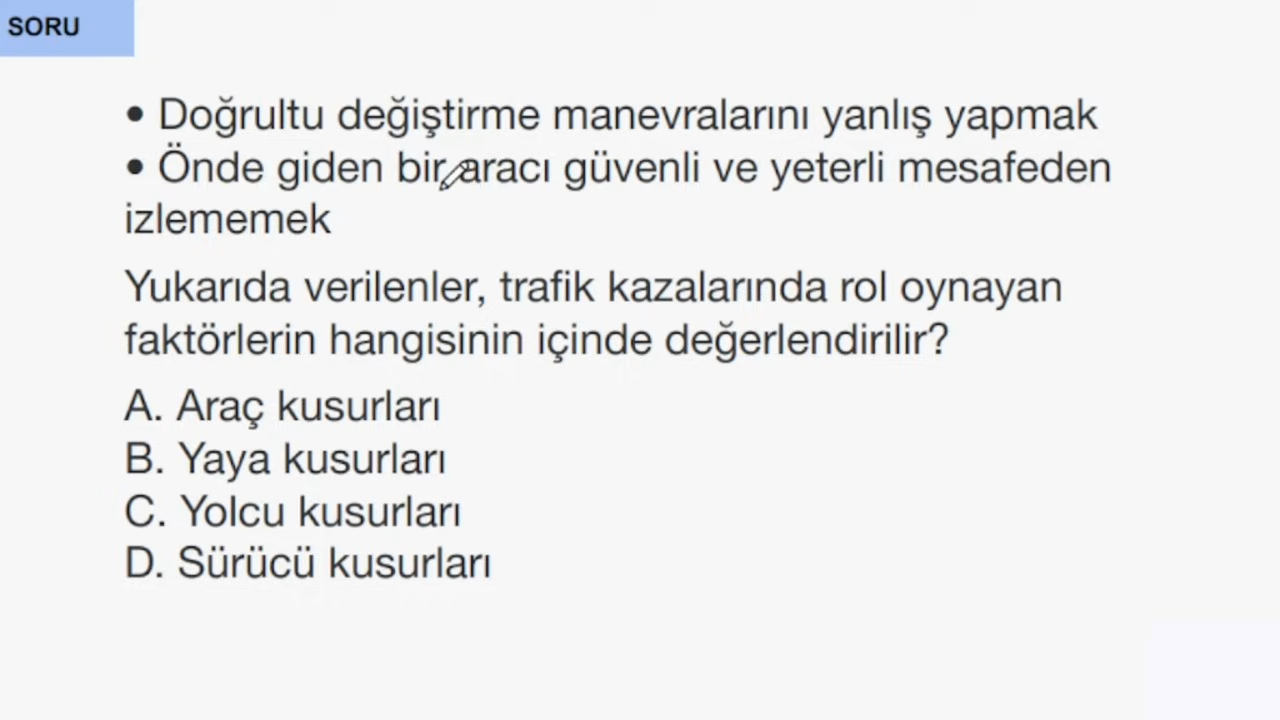 SORU
• Doğrultu değiştirme manevralarını yanlış yapmak
• Önde giden bir aracı güvenli ve yeterli mesafeden
izlememek
Yukarıda verilenler, trafik kazalarında rol oynayan
faktörlerin hangisinin içinde değerlendirilir?
A. Araç kusurları
B. Yaya kusurları
C. Yolcu kusurları
D. Sürücü kusurları